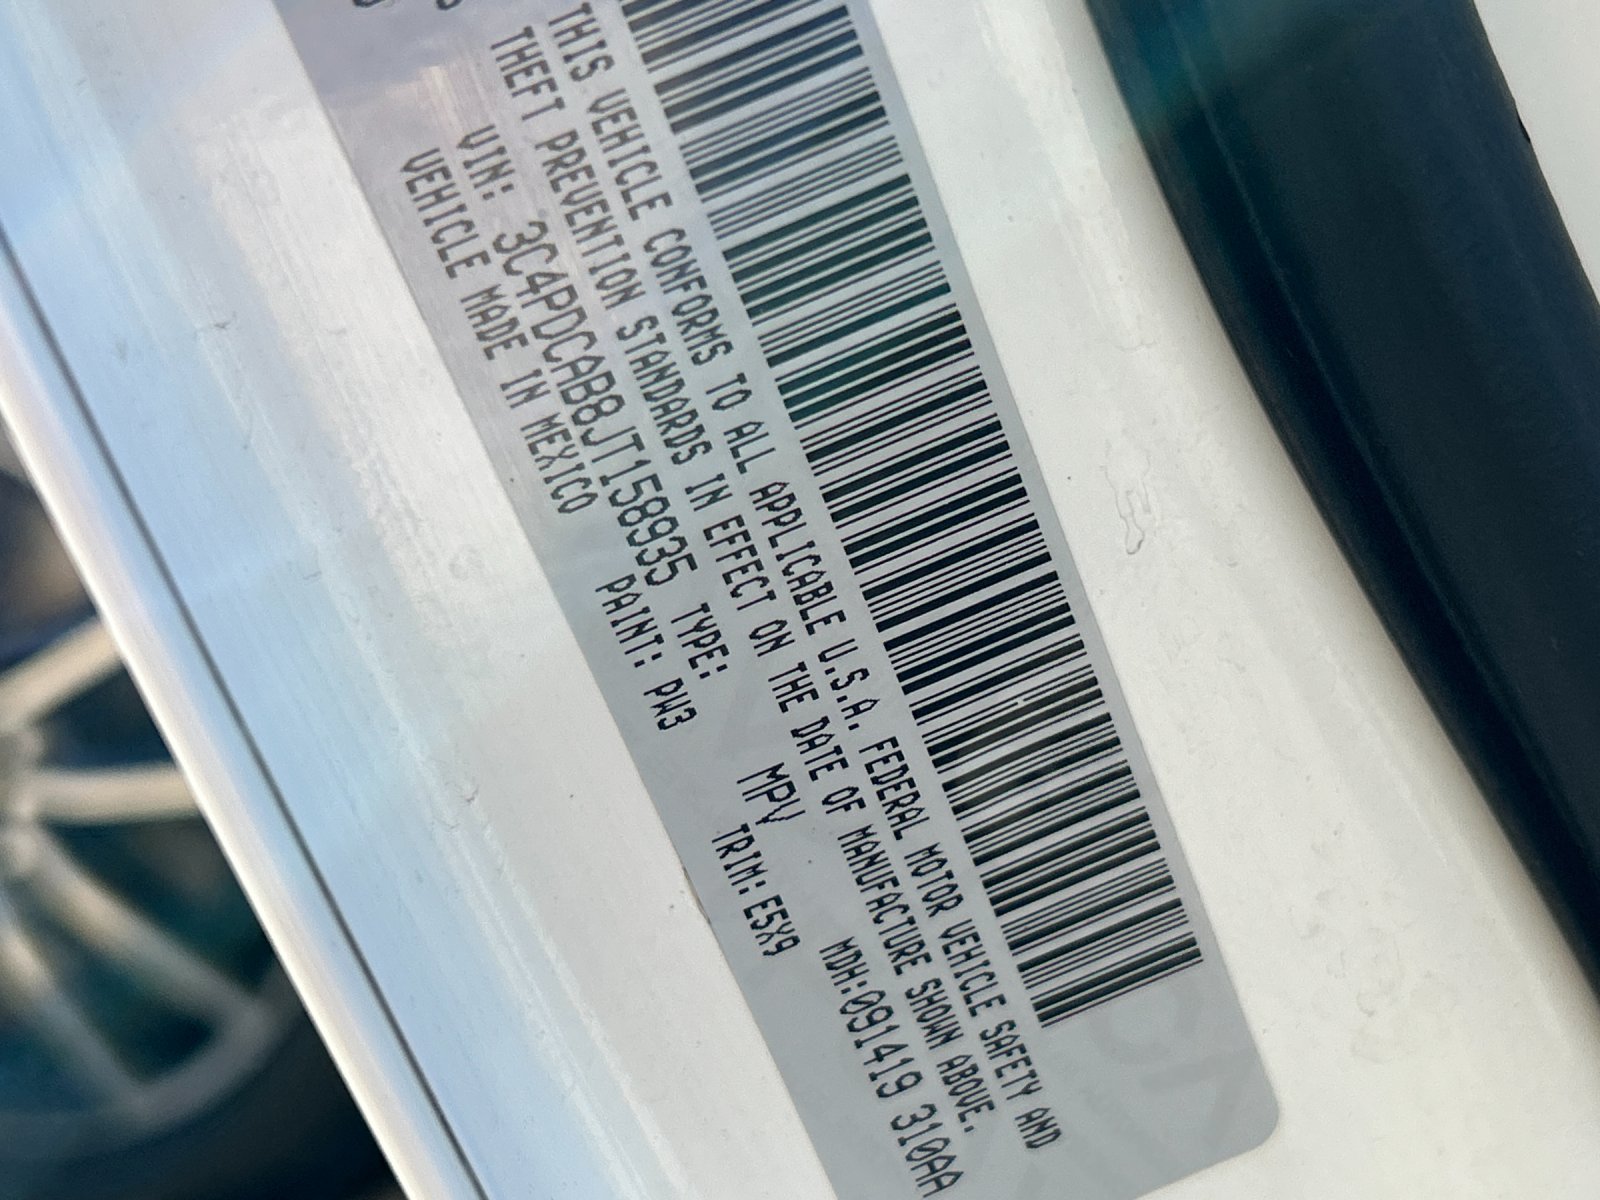 THIS VEHICLE CONFORMS TO ALL APPLICABLE U.S.A. FEDERAL MOTOR VEHICLE SAFETY AND
THEFT PREVENTION STANDARDS IN EFFECT ON THE DATE OF MANUFACTURE SHOWN ABOVE.
VIN: 3C4PDCAB8JT158935 TYPE: MPV MDH:091419 310AA
VEHICLE MADE IN MEXICO PAINT: PW3 TRIM:E5X9